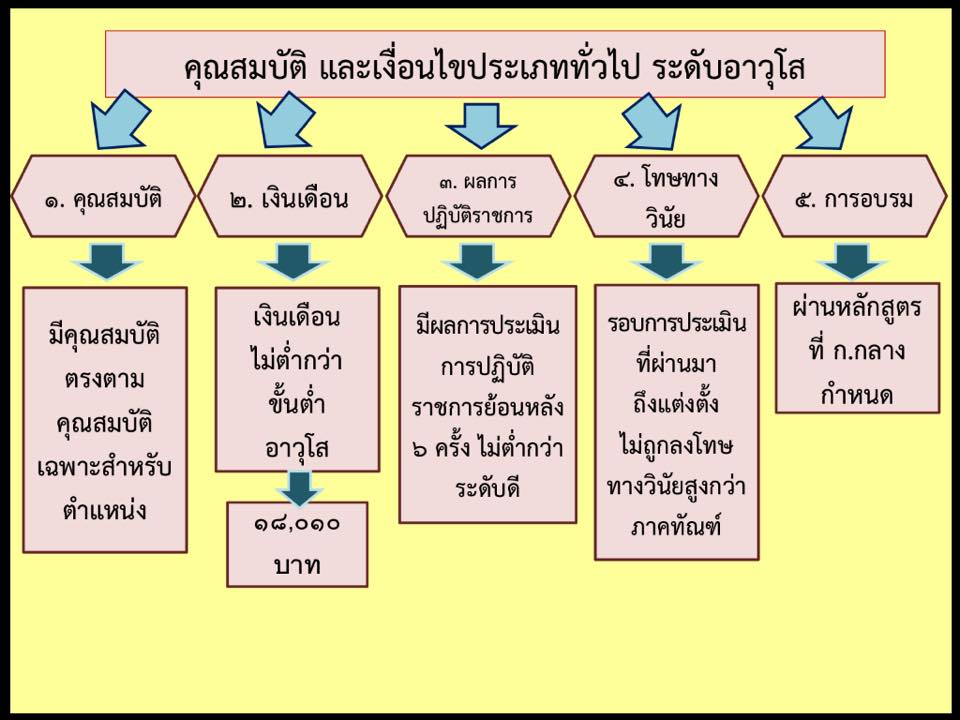 คุณสมบัติ และเงื่อนไขประเภททั่วไป ระดับอาวุโส
๑. คุณสมบัติ
มีคุณสมบัติ
ตรงตาม
คุณสมบัติ
เฉพาะสำหรับ
ตำแหน่ง
๒. เงินเดือน
เงินเดือน
ไม่ต่ำกว่า
ขั้นต่ำ
อาวุโส
๑๘,๐๑๐
บาท
๓. ผลการ
ปฏิบัติราชการ
มีผลการประเมิน
การปฏิบัติ
ราชการย้อนหลัง
๖ ครั้ง ไม่ต่ำกว่า
ระดับดี
๔. โทษทาง
วินัย
รอบการประเมิน
ที่ผ่านมา
ถึงแต่งตั้ง
ไม่ถูกลงโทษ
ทางวินัยสูงกว่า
ภาคทัณฑ์
๕. การอบรม
ผ่านหลักสูตร
ที่ ก.กลาง
กำหนด